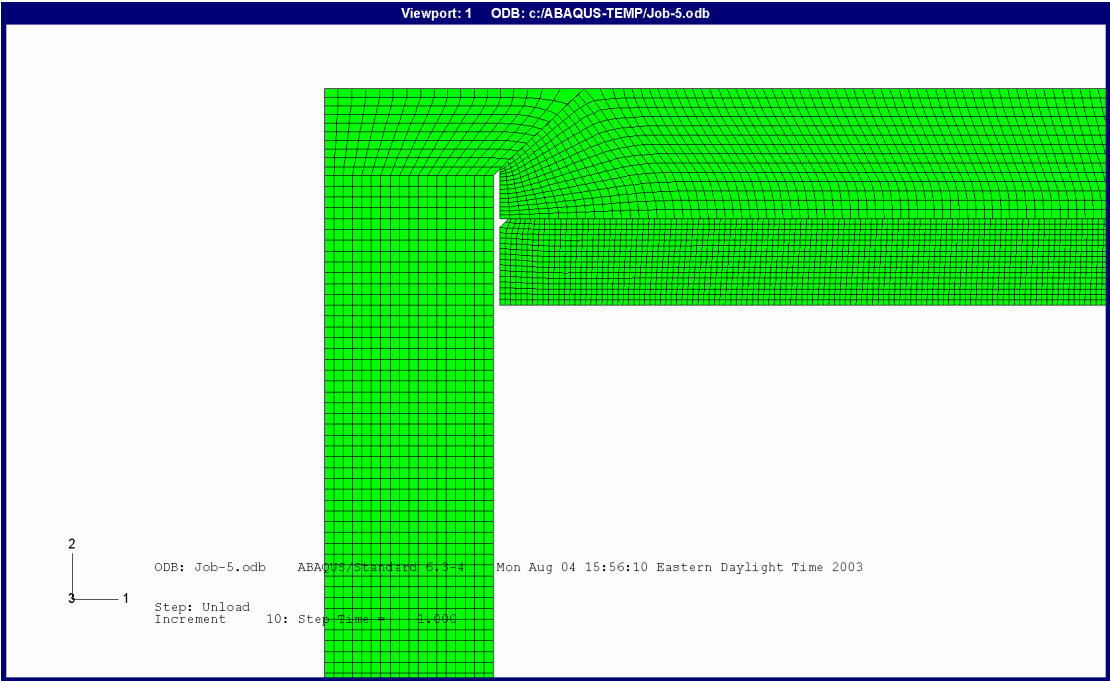 Viewport: 1 ODB: c:/ABAQUS-TEMP/Job-5.odb
2
3 1
ODB: Job-5.odb ABAQUS/Standard 6.3-4 Mon Aug 04 15:56:10 Eastern Daylight Time 2003
Step: Unload
Increment 10: Step Time = 1.000